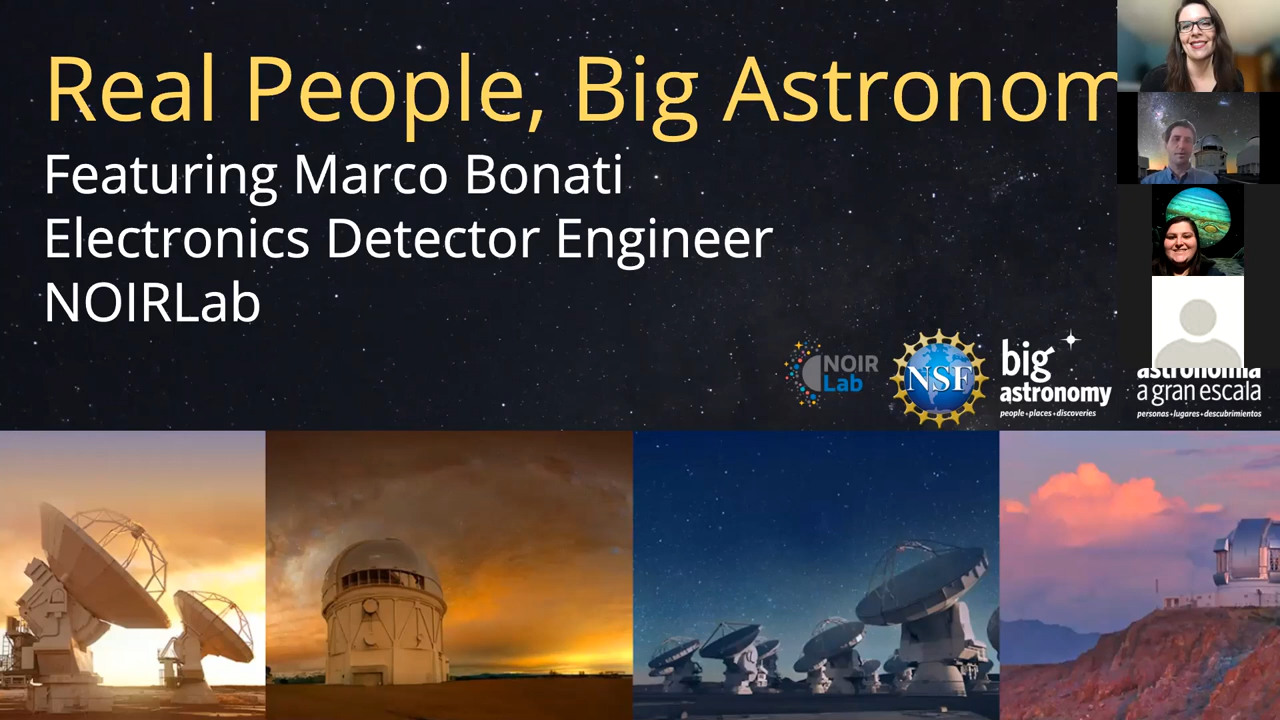 Real People, Big Astronom
Featuring Marco Bonati
Electronics Detector Engineer
NOIRLab
NOIR
Lab
NSF
big
astronomy
people•places•discoveries
astronomía
a gran escala
personas•lugares•descubrimientos